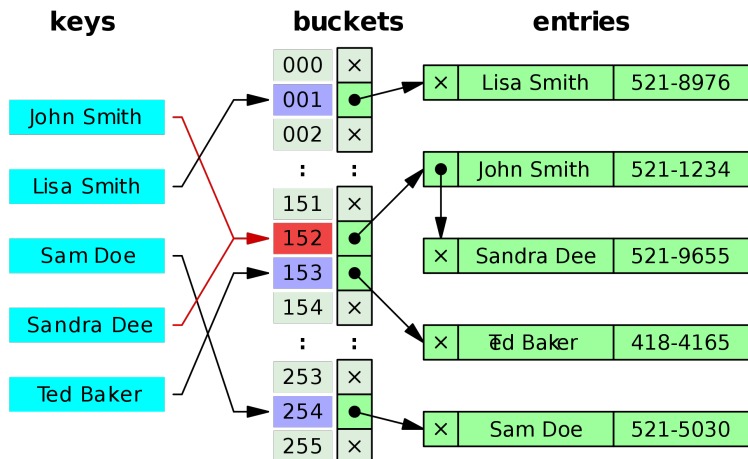 keys
buckets
entries
John Smith
Lisa Smith
Sam Doe
Sandra Dee
Ted Baker
000 ×
001
002 ×
: :
151 ×
152
153
154 ×
: :
253 ×
254
255 ×
× Lisa Smith 521-8976
John Smith 521-1234
× Sandra Dee 521-9655
× Ted Baker 418-4165
× Sam Doe 521-5030